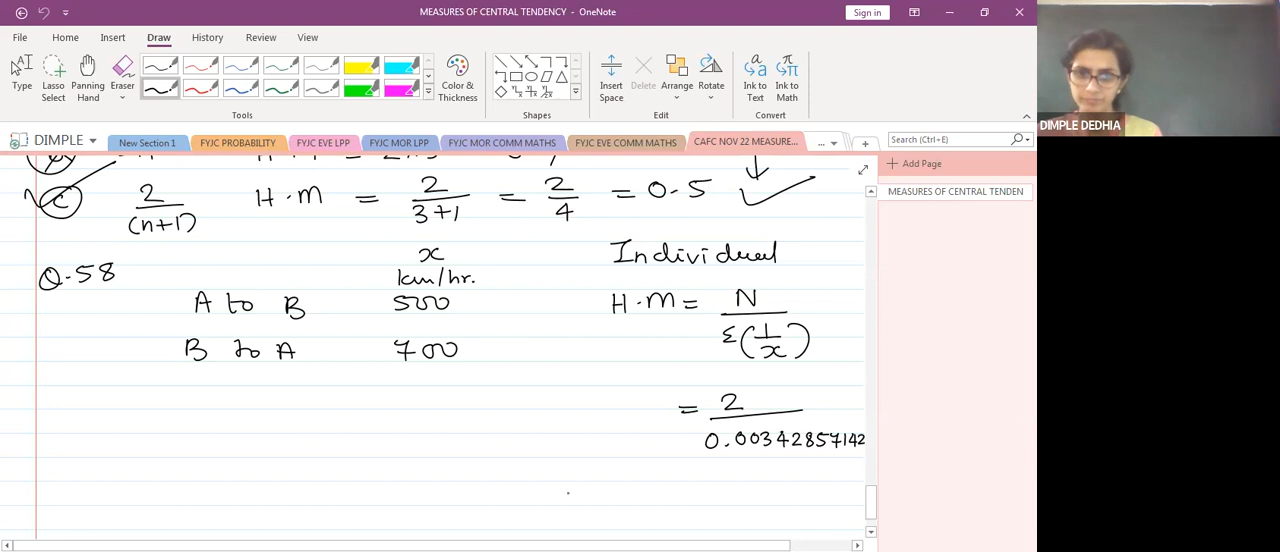 MEASURES OF CENTRAL TENDENCY - OneNote
Sign in
File Home Insert Draw History Review View
Type
Lasso Select
Panning Hand
Eraser
Color & Thickness
Insert Space
Delete
Arrange
Rotate
Ink to Text
Ink to Math
Tools
Shapes
Edit
Convert
DIMPLE DEDHIA
DIMPLE
New Section 1
FYJC PROBABILITY
FYJC EVE LPP
FYJC MOR LPP
FYJC MOR COMM MATHS
FYJC EVE COMM MATHS
CAFC NOV 22 MEASURE...
Search (Ctrl+E)
Add Page
MEASURES OF CENTRAL TENDEN
(c) 2/(n+1) H.M = 2/(3+1) = 2/4 = 0.5
Q.58 x Individual
km/hr.
A to B 500 H.M = N/Σ(1/x)
B to A 700
= 2/0.00342857142